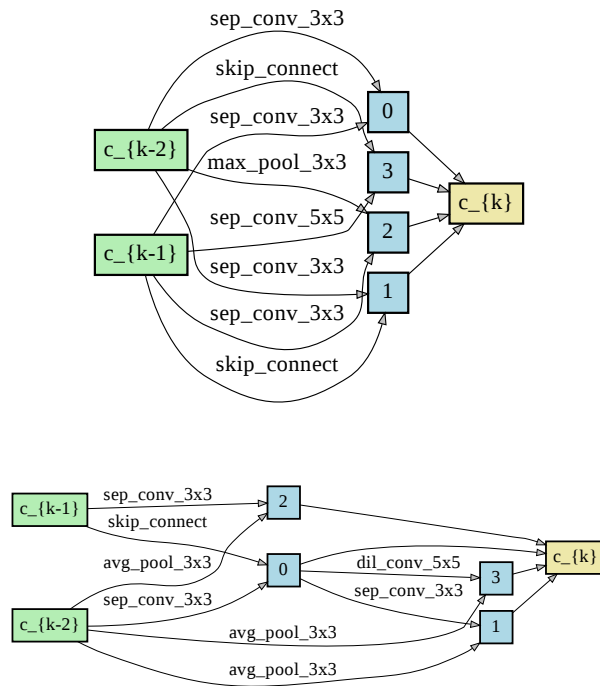 sep_conv_3x3
skip_connect
sep_conv_3x3
0
c_{k-2}
max_pool_3x3
3
c_{k}
sep_conv_5x5
2
c_{k-1}
sep_conv_3x3
1
sep_conv_3x3
skip_connect
sep_conv_3x3
2
c_{k-1}
skip_connect
avg_pool_3x3
dil_conv_5x5
c_{k}
0
3
sep_conv_3x3
sep_conv_3x3
c_{k-2}
avg_pool_3x3
1
avg_pool_3x3